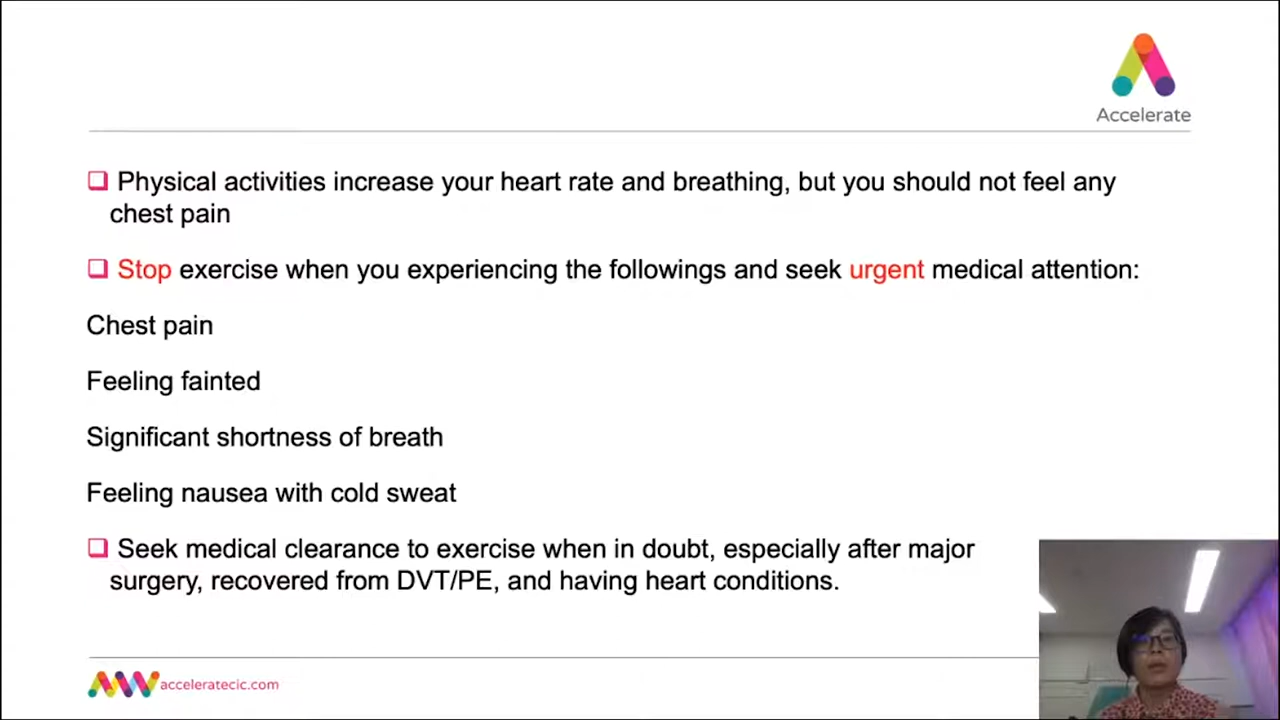 Accelerate
❑ Physical activities increase your heart rate and breathing, but you should not feel any
chest pain
❑ Stop exercise when you experiencing the followings and seek urgent medical attention:
Chest pain
Feeling fainted
Significant shortness of breath
Feeling nausea with cold sweat
❑ Seek medical clearance to exercise when in doubt, especially after major
surgery, recovered from DVT/PE, and having heart conditions.
acceleratecic.com